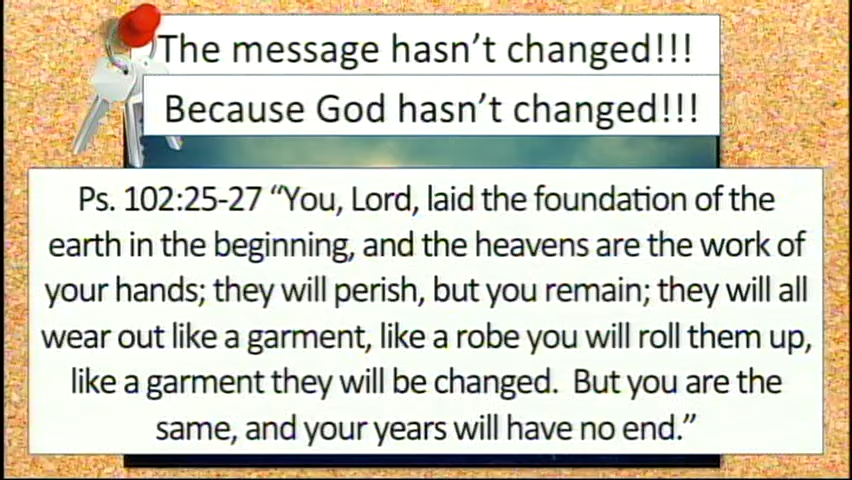 The message hasn't changed!!!
Because God hasn't changed!!!
Ps. 102:25-27 “You, Lord, laid the foundation of the
earth in the beginning, and the heavens are the work of
your hands; they will perish, but you remain; they will all
wear out like a garment, like a robe you will roll them up,
like a garment they will be changed.  But you are the
same, and your years will have no end.”